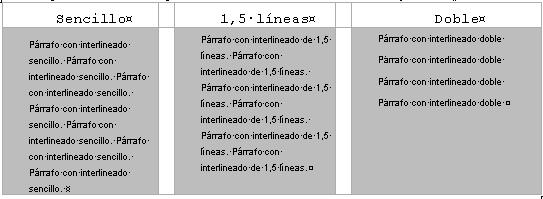 Sencillo¤
1,5·líneas¤
Doble¤
Párrafo·con·interlineado·
sencillo.·Párrafo·con·
interlineado·sencillo.·Párrafo·
con·interlineado·sencillo.·
Párrafo·con·interlineado·
sencillo.·Párrafo·con·
interlineado·sencillo.·Párrafo·
con·interlineado·sencillo.·
Párrafo·con·interlineado·
sencillo.·¤
Párrafo·con·interlineado·de·1,5·
líneas.·Párrafo·con·
interlineado·de·1,5·líneas.·
Párrafo·con·interlineado·de·1,5·
líneas.·Párrafo·con·
interlineado·de·1,5·líneas.·
Párrafo·con·interlineado·de·1,5·
líneas.·Párrafo·con·
interlineado·de·1,5·líneas.¤
Párrafo·con·interlineado·doble·
Párrafo·con·interlineado·doble·
Párrafo·con·interlineado·doble·
Párrafo·con·interlineado·doble·¤